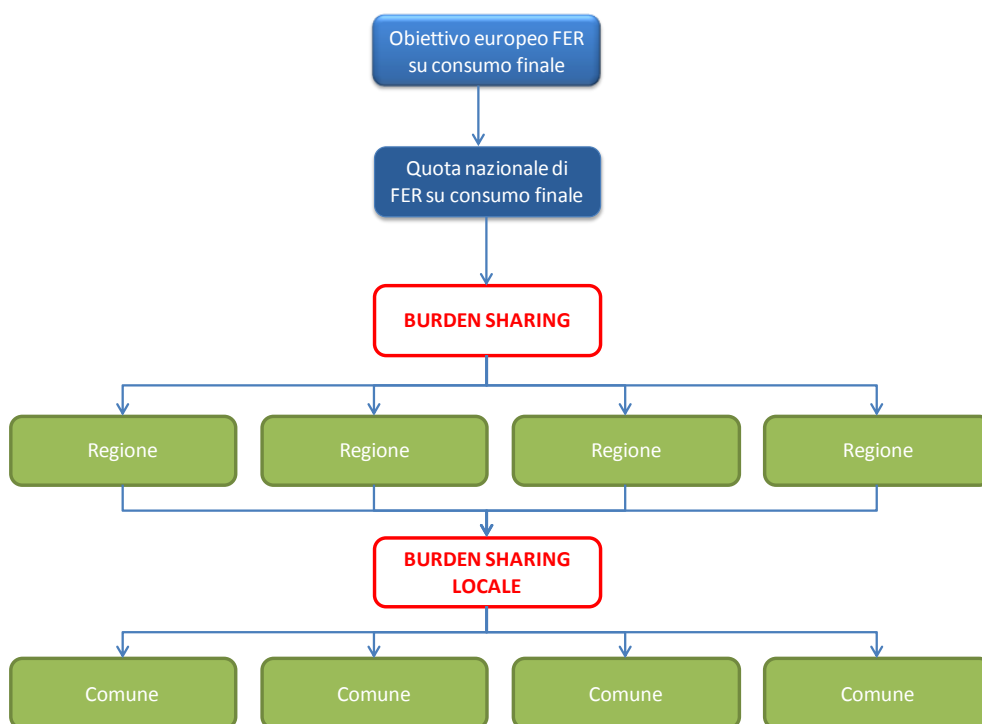 Obiettivo europeo FER
su consumo finale
Quota nazionale di
FER su consumo finale
BURDEN SHARING
Regione
Regione
Regione
Regione
BURDEN SHARING
LOCALE
Comune
Comune
Comune
Comune